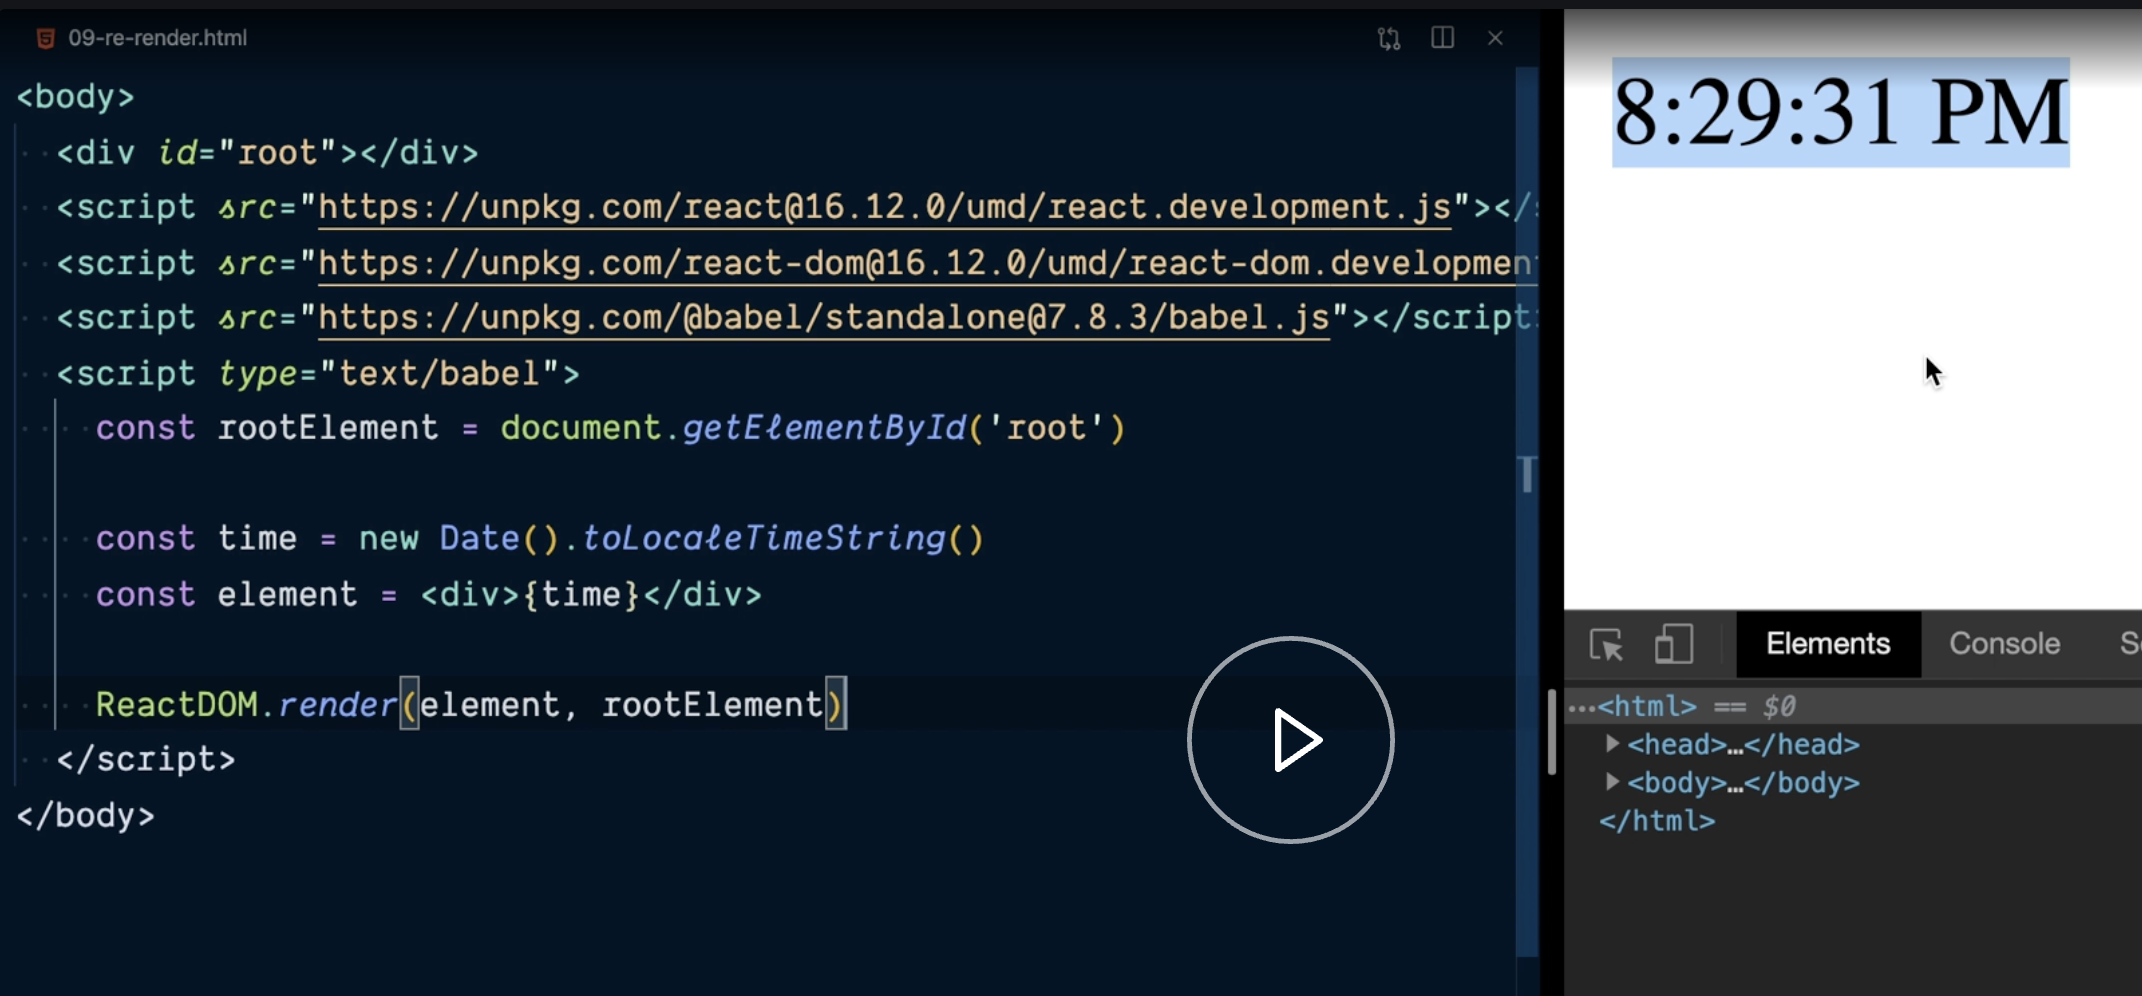 09-re-render.html
<body>
<div id="root"></div>
<script src="https://unpkg.com/react@16.12.0/umd/react.development.js"></
<script src="https://unpkg.com/react-dom@16.12.0/umd/react-dom.developmen
<script src="https://unpkg.com/@babel/standalone@7.8.3/babel.js"></script
<script type="text/babel">
const rootElement = document.getElementById('root')
const time = new Date().toLocaleTimeString()
const element = <div>{time}</div>
ReactDOM.render(element, rootElement)
</script>
</body>
8:29:31 PM
Elements Console
…<html> == $0
<head>…</head>
<body>…</body>
</html>